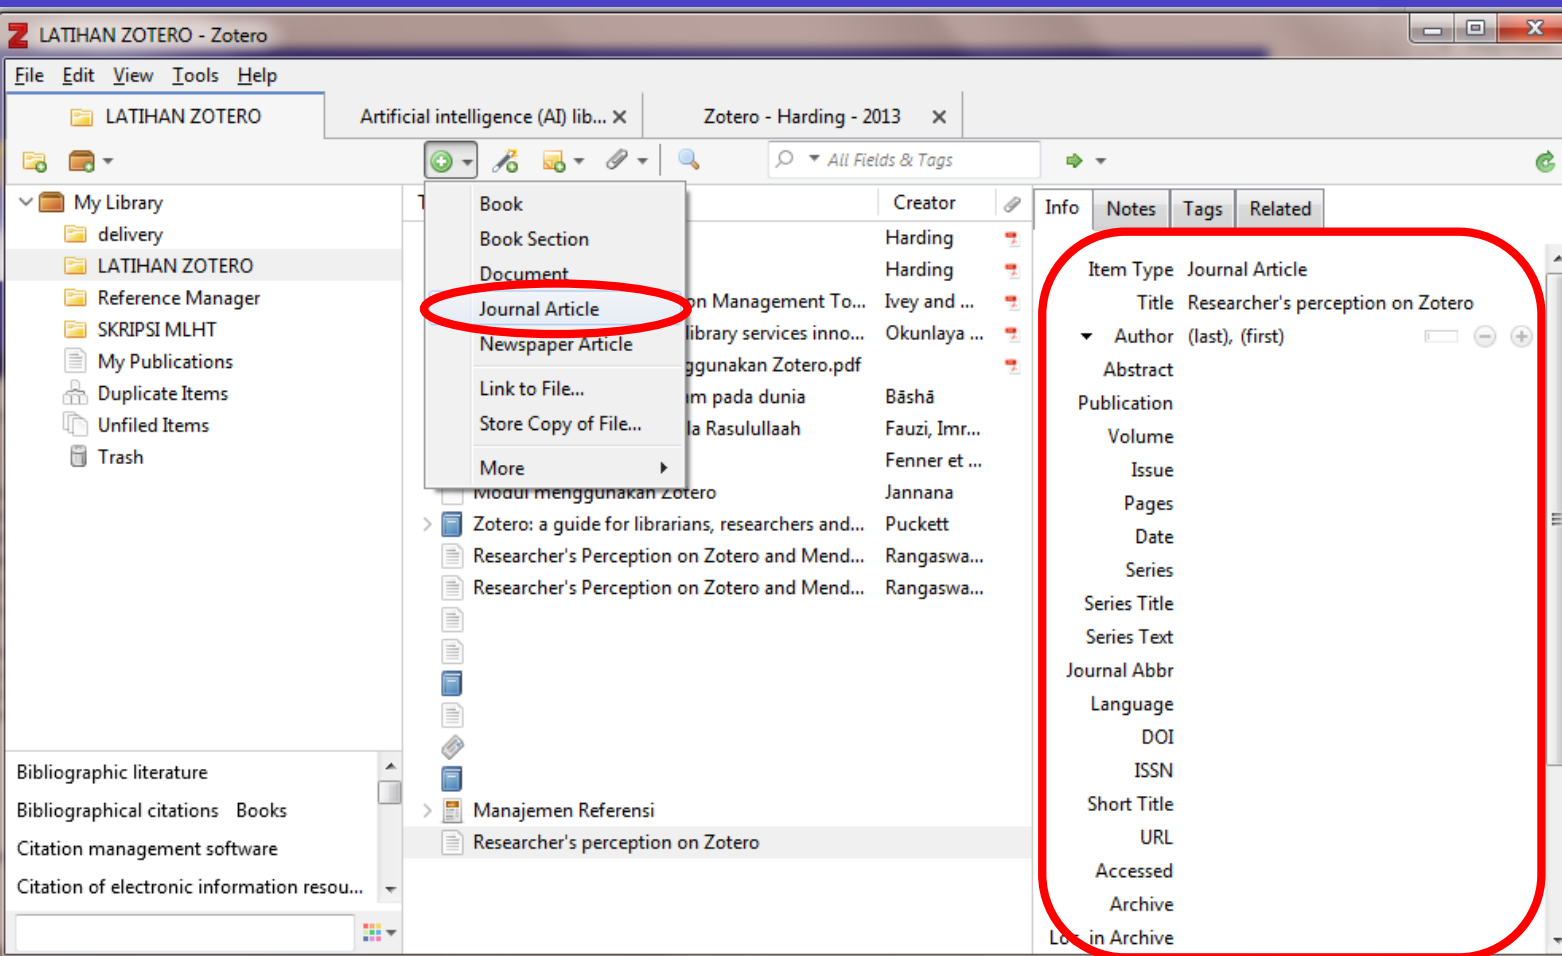 LATIHAN ZOTERO - Zotero
File Edit View Tools Help
LATIHAN ZOTERO
Artificial intelligence (AI) lib...
Zotero - Harding - 2013
All Fields & Tags
My Library
delivery
LATIHAN ZOTERO
Reference Manager
SKRIPSI MLHT
My Publications
Duplicate Items
Unfiled Items
Trash
Bibliographic literature
Bibliographical citations Books
Citation management software
Citation of electronic information resou...
Book
Book Section
Document
Journal Article
Newspaper Article
Link to File...
Store Copy of File...
More
Creator
Harding
Harding
on Management To... Ivey and ...
library services inno... Okunlaya ...
ggunakan Zotero.pdf
am pada dunia Bāshā
la Rasulullaah Fauzi, Imr...
Fenner et ...
Modul menggunakan Zotero Jannana
Zotero: a guide for librarians, researchers and... Puckett
Researcher's Perception on Zotero and Mend... Rangaswa...
Researcher's Perception on Zotero and Mend... Rangaswa...
Manajemen Referensi
Researcher's perception on Zotero
Info Notes Tags Related
Item Type Journal Article
Title Researcher's perception on Zotero
Author (last), (first)
Abstract
Publication
Volume
Issue
Pages
Date
Series
Series Title
Series Text
Journal Abbr
Language
DOI
ISSN
Short Title
URL
Accessed
Archive
Loc. in Archive